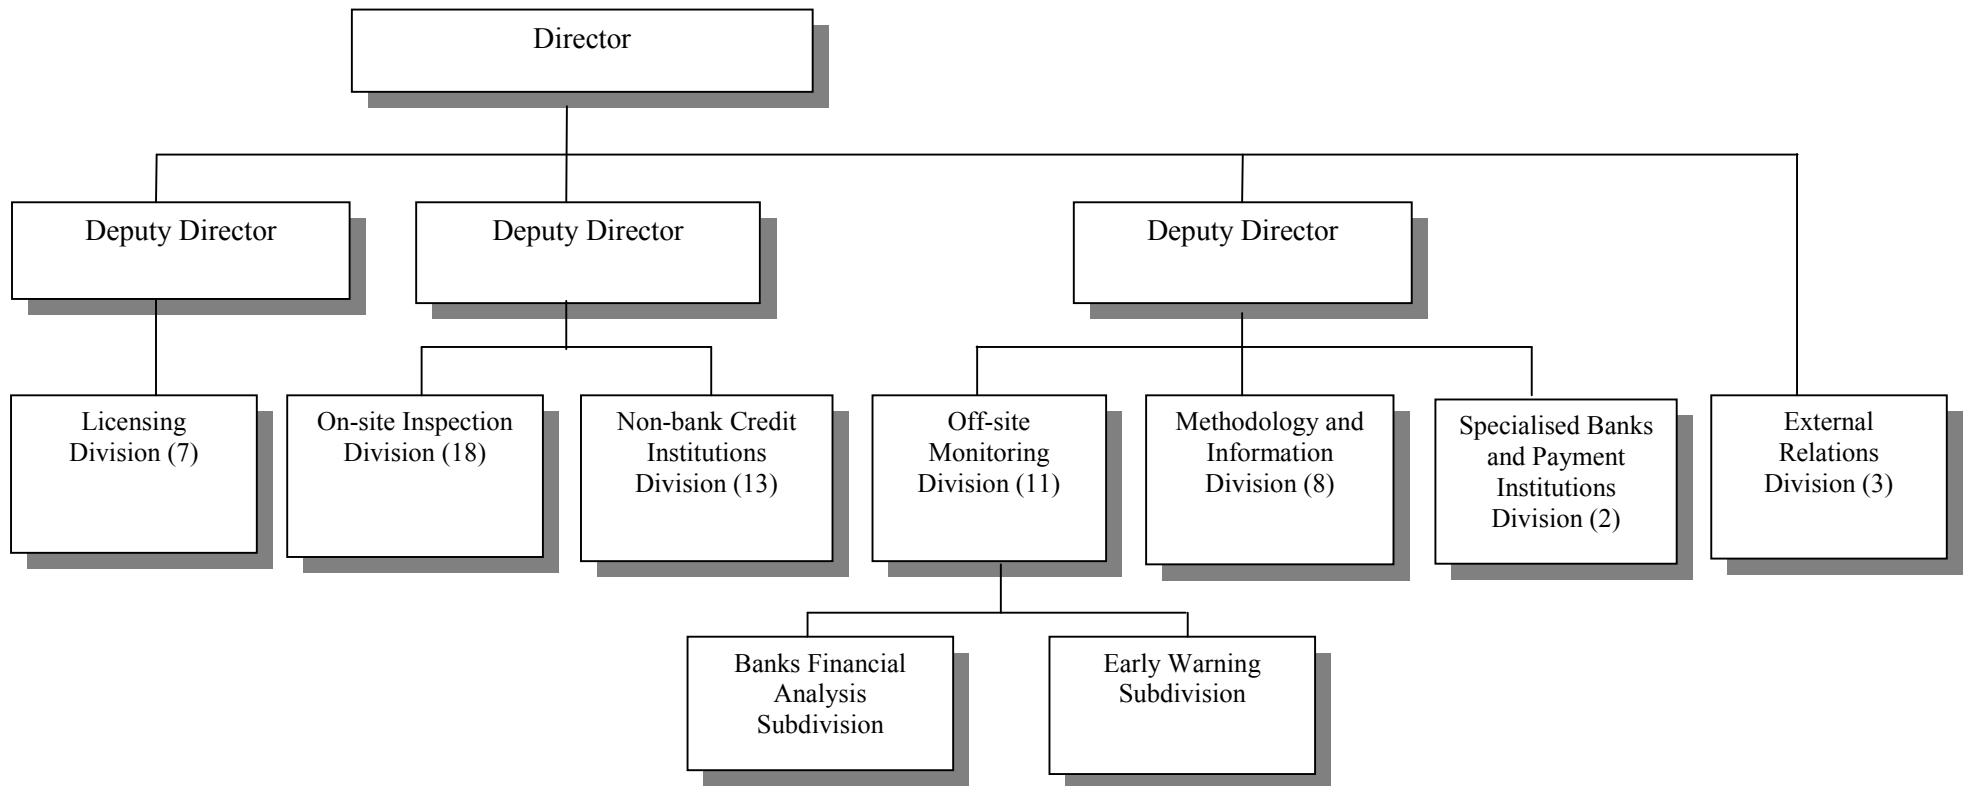 Director
Deputy Director
Deputy Director
Deputy Director
Licensing
Division (7)
On-site Inspection
Division (18)
Non-bank Credit
Institutions
Division (13)
Off-site
Monitoring
Division (11)
Methodology and
Information
Division (8)
Specialised Banks
and Payment
Institutions
Division (2)
External
Relations
Division (3)
Banks Financial
Analysis
Subdivision
Early Warning
Subdivision